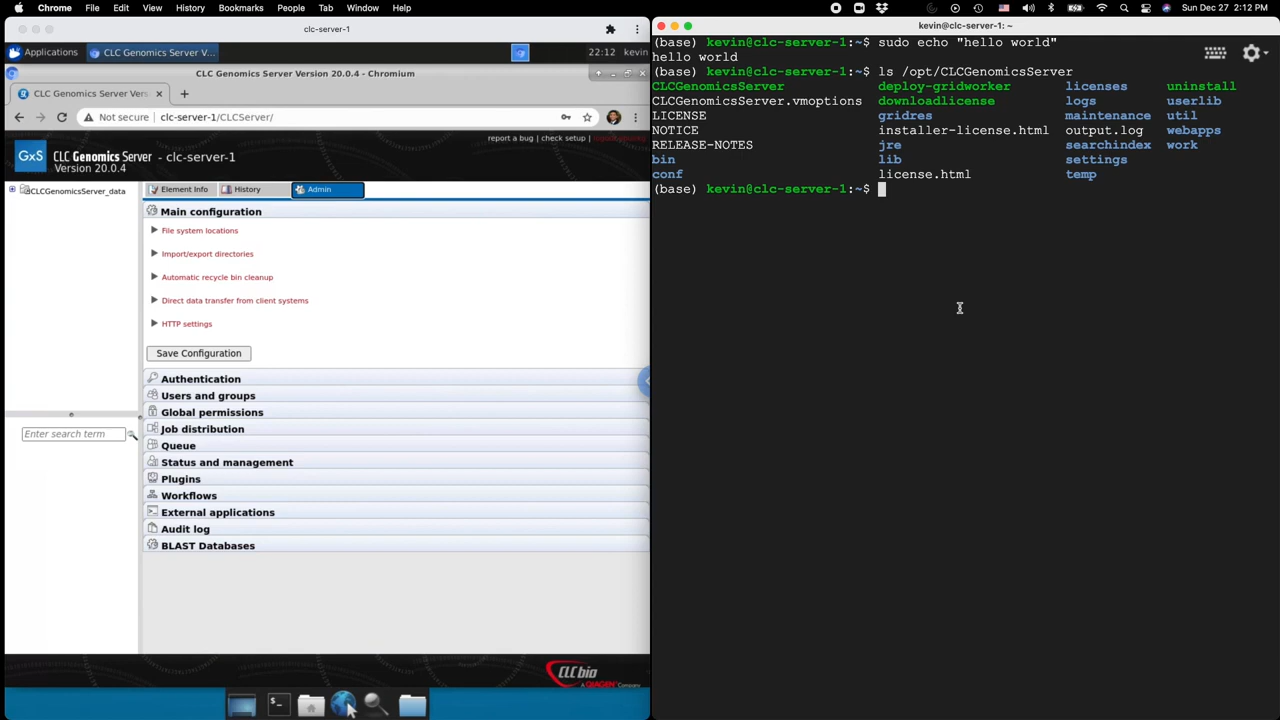 Chrome File Edit View History Bookmarks People Tab Window Help Sun Dec 27 2:12 PM
clc-server-1
Applications CLC Genomics Server V... 22:12 kevin
CLC Genomics Server Version 20.0.4 - Chromium
CLC Genomics Server Vers
Not secure clc-server-1/CLCServer/
report a bug | check setup |
GxS CLC Genomics Server - clc-server-1
Version 20.0.4
CLCGenomicsServer_data
Element Info History Admin
Main configuration
File system locations
Import/export directories
Automatic recycle bin cleanup
Direct data transfer from client systems
HTTP settings
Save Configuration
Authentication
Users and groups
Global permissions
Job distribution
Enter search term
Queue
Status and management
Plugins
Workflows
External applications
Audit log
BLAST Databases
CLCbio
A QIAGEN Company
kevin@clc-server-1: ~
(base) kevin@clc-server-1:~$ sudo echo "hello world"
hello world
(base) kevin@clc-server-1:~$ ls /opt/CLCGenomicsServer
CLCGenomicsServer deploy-gridworker licenses uninstall
CLCGenomicsServer.vmoptions downloadlicense logs userlib
LICENSE gridres maintenance util
NOTICE installer-license.html output.log webapps
RELEASE-NOTES jre searchindex work
bin lib settings
conf license.html temp
(base) kevin@clc-server-1:~$